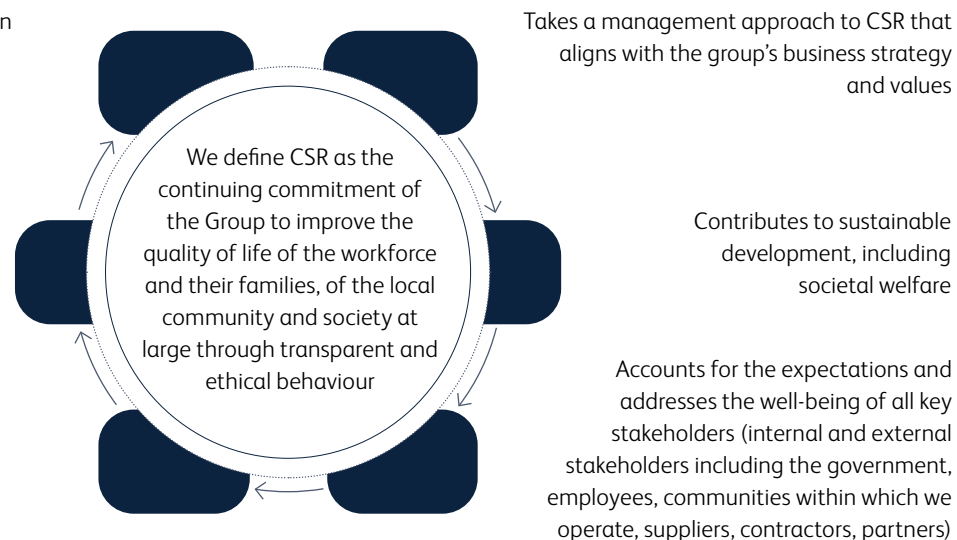 n
Takes a management approach to CSR that
aligns with the group’s business strategy
and values
We define CSR as the
continuing commitment of
the Group to improve the
quality of life of the workforce
and their families, of the local
community and society at
large through transparent and
ethical behaviour
Contributes to sustainable
development, including
societal welfare
Accounts for the expectations and
addresses the well-being of all key
stakeholders (internal and external
stakeholders including the government,
employees, communities within which we
operate, suppliers, contractors, partners)